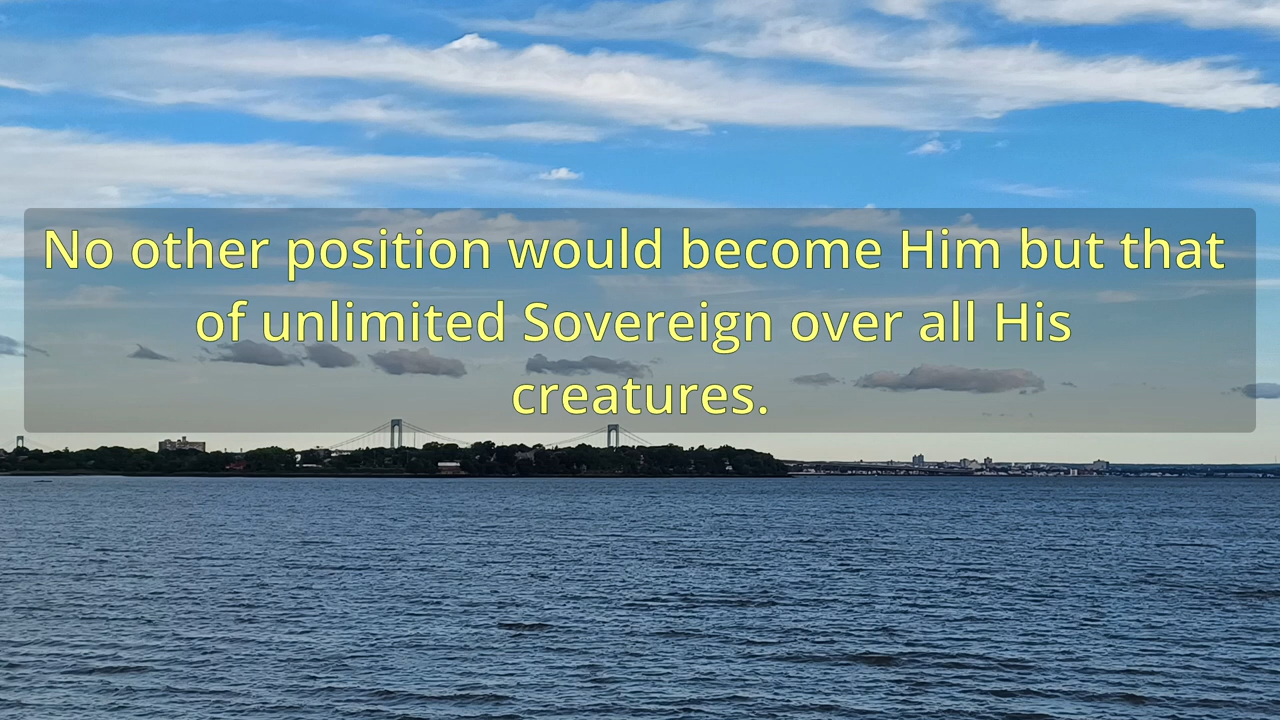 No other position would become Him but that
of unlimited Sovereign over all His
creatures.